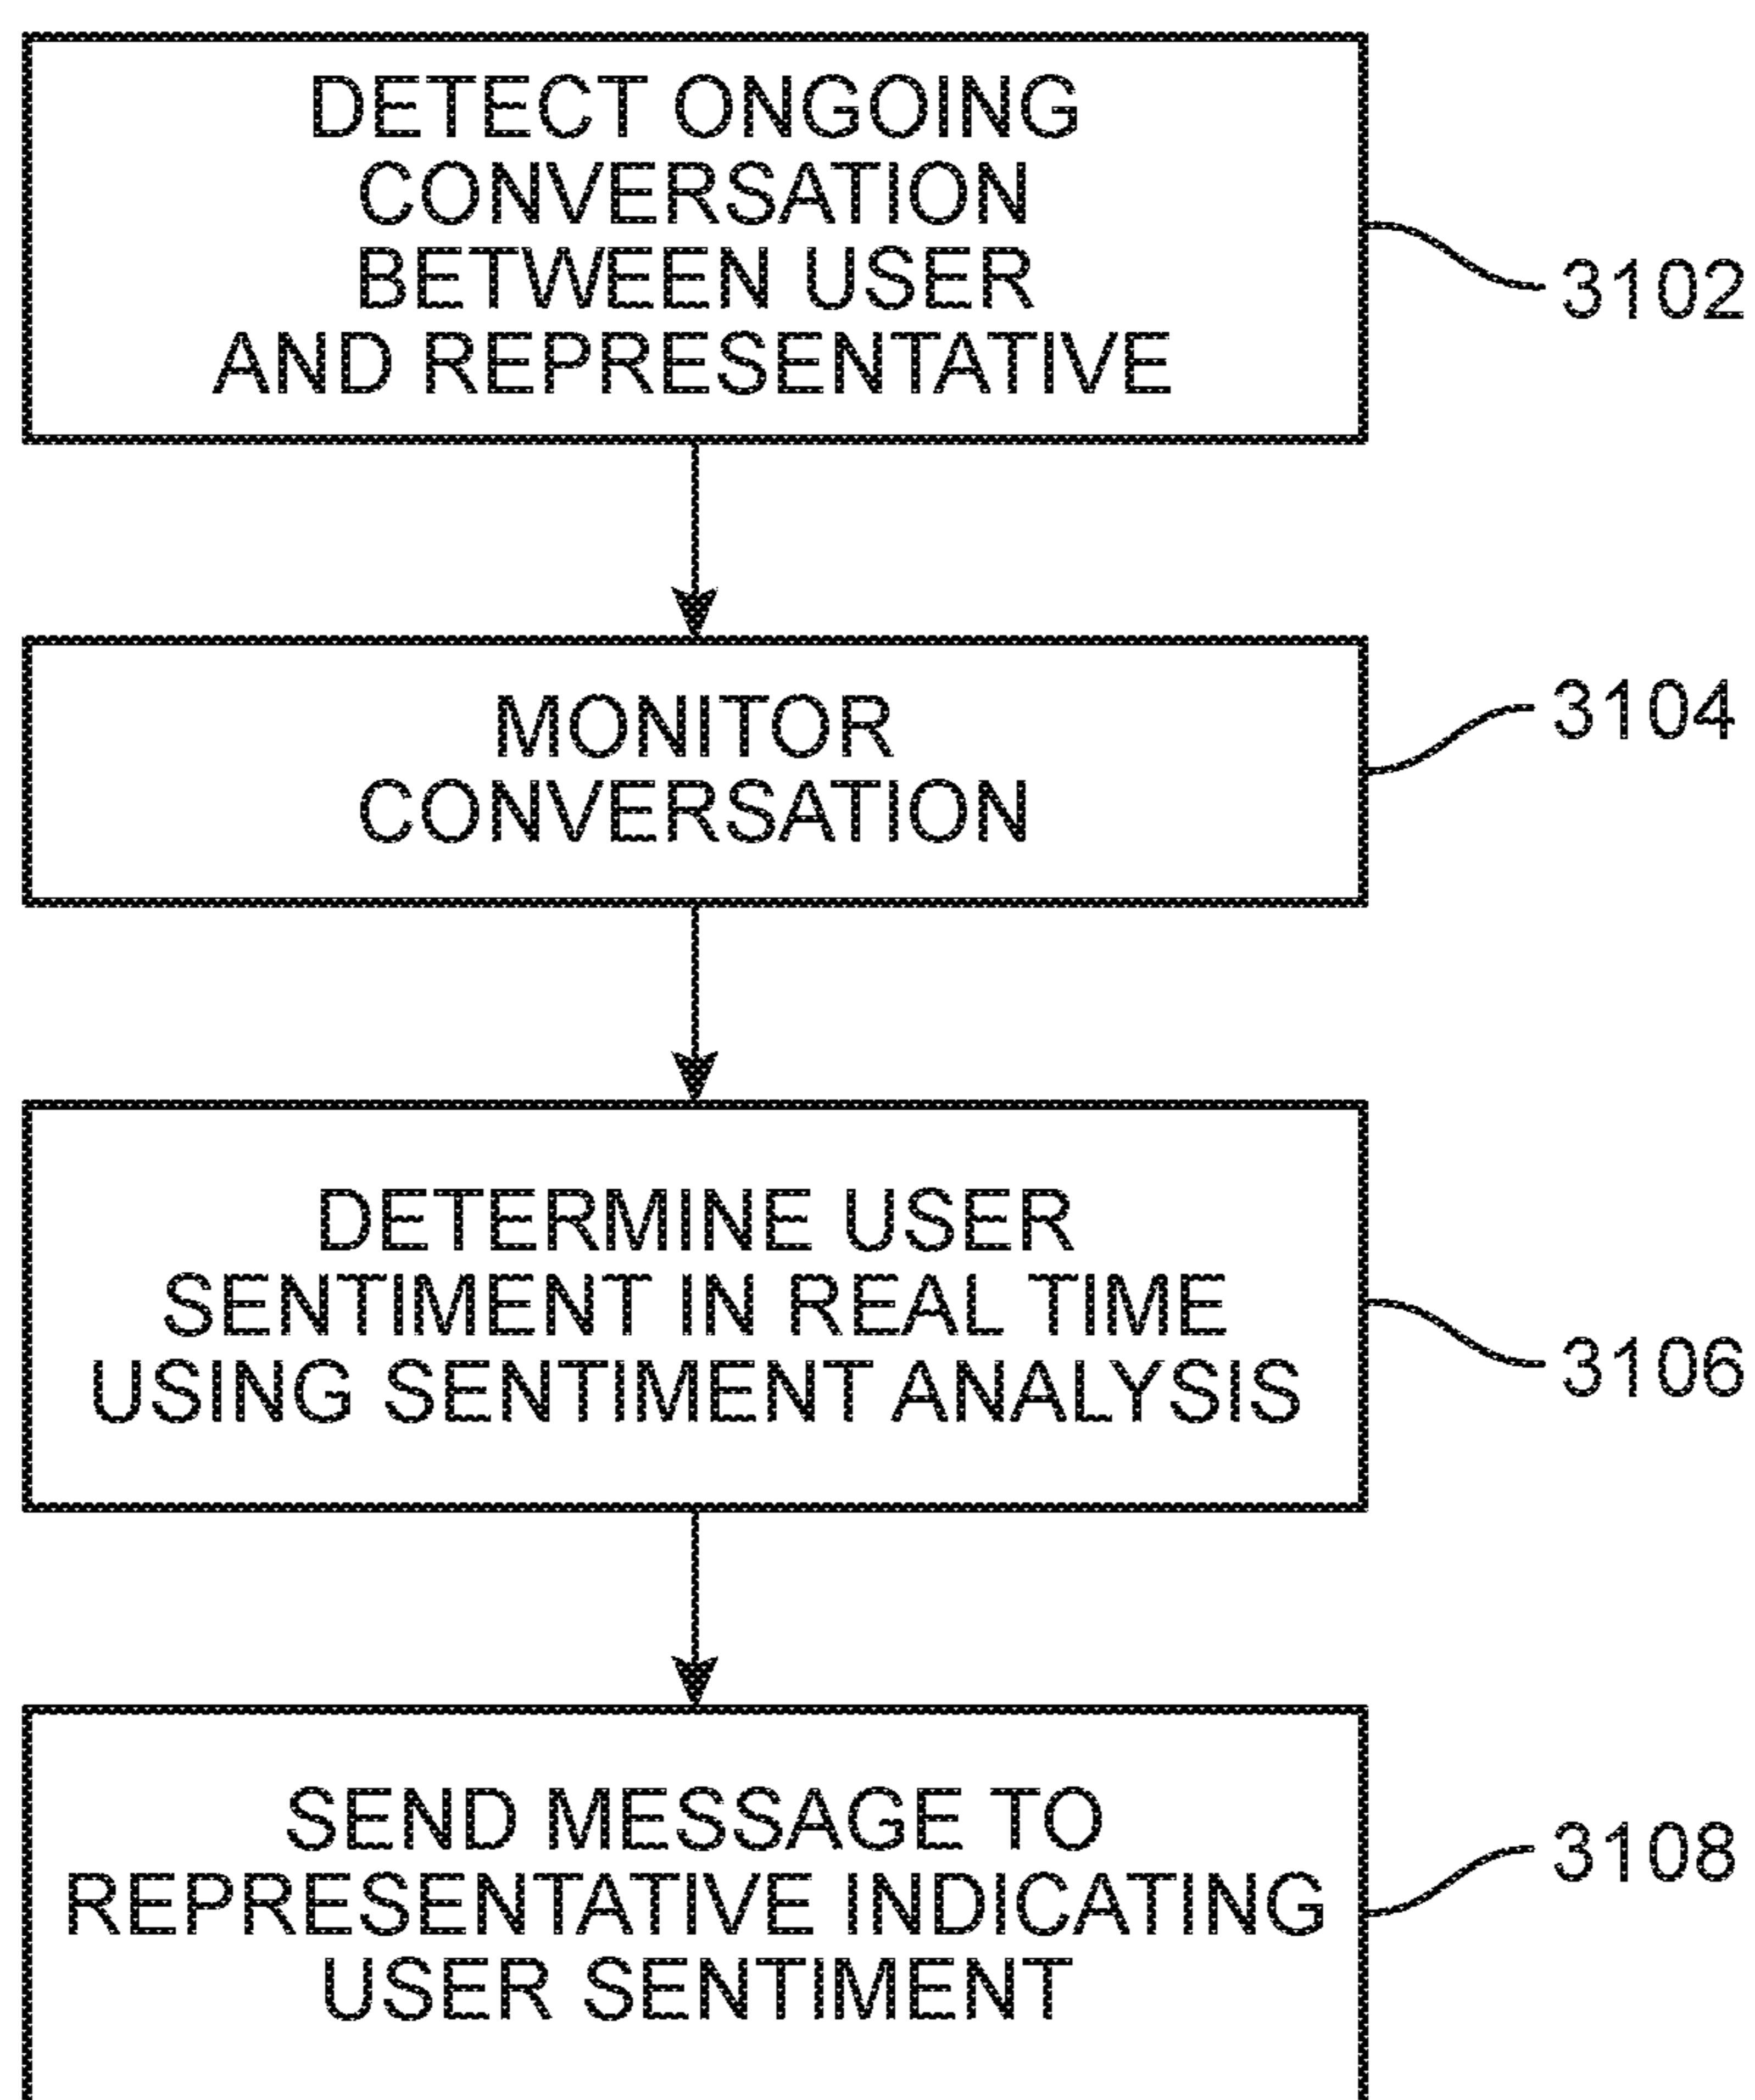 DETECT ONGOING
CONVERSATION
BETWEEN USER
AND REPRESENTATIVE
3102
MONITOR
CONVERSATION
3104
DETERMINE USER
SENTIMENT IN REAL TIME
USING SENTIMENT ANALYSIS
3106
SEND MESSAGE TO
REPRESENTATIVE INDICATING
USER SENTIMENT
3108